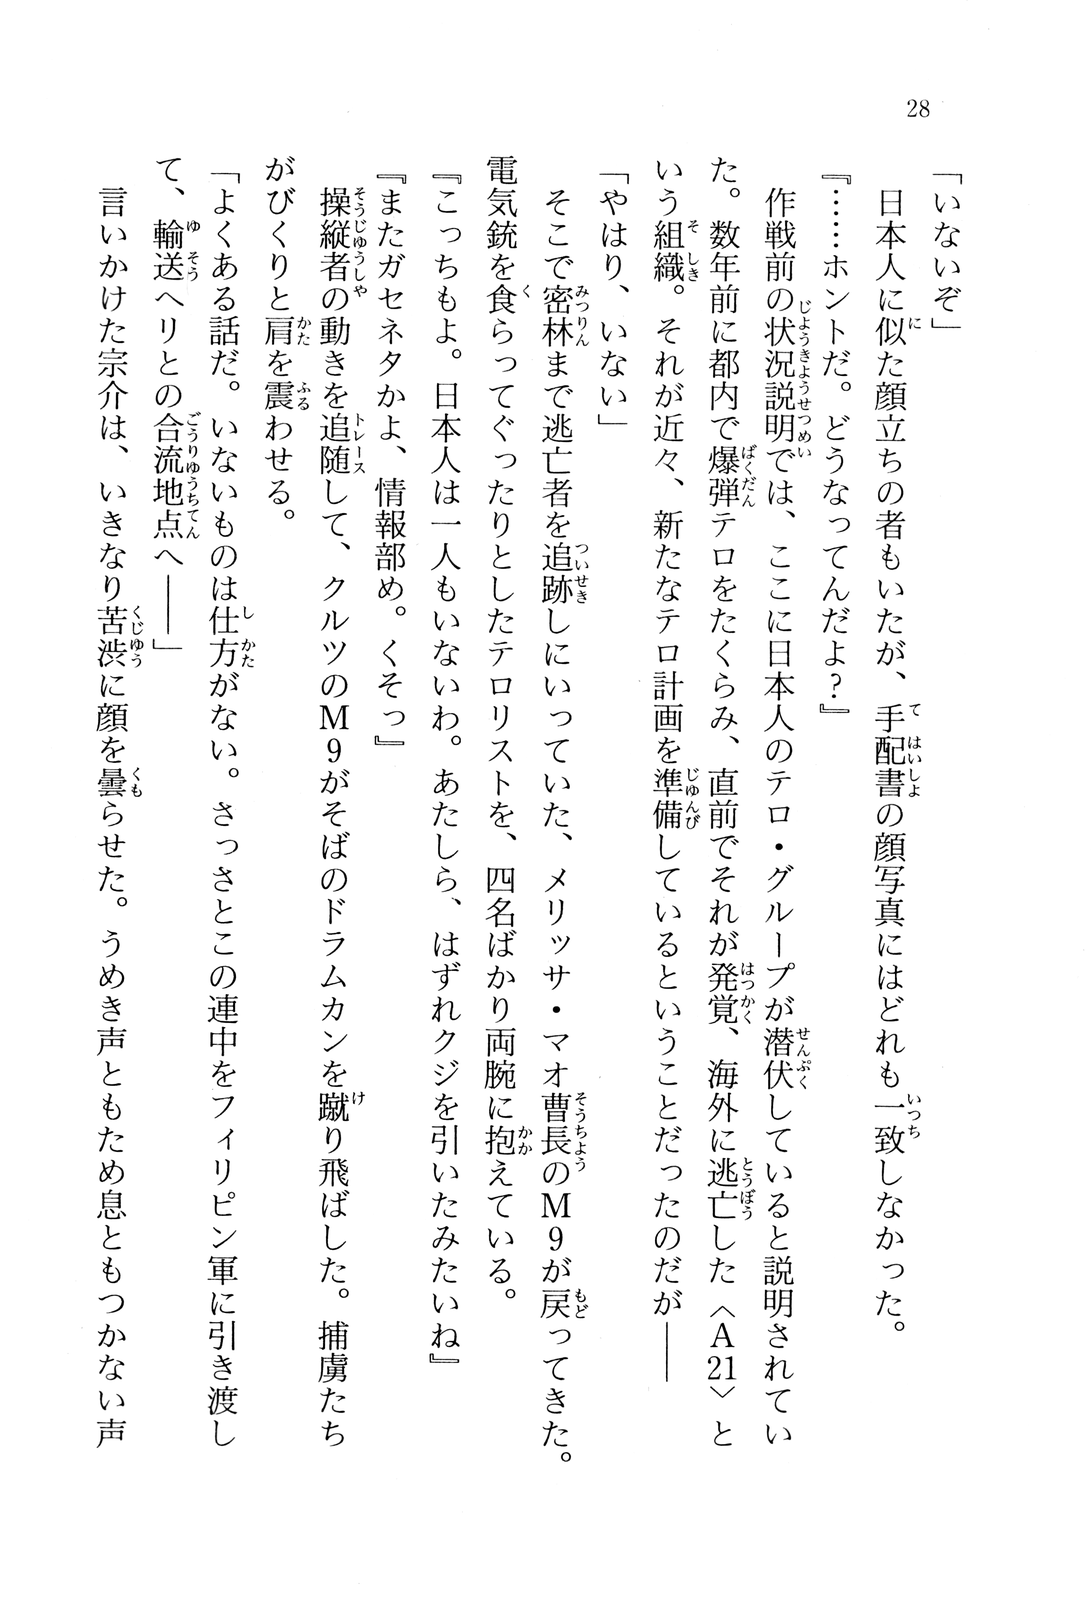 28
「いないぞ」
日本人に似た顔立ちの者もいたが、手配書の顔写真にはどれも一致しなかった。
『……ホントだ。どうなってんだよ？』
作戦前の状況説明では、ここに日本人のテロ・グループが潜伏していると説明されてい
た。数年前に都内で爆弾テロをたくらみ、直前でそれが発覚、海外に逃亡した〈A21〉と
いう組織。それが近々、新たなテロ計画を準備しているということだったのだが――
「やはり、いない」
そこで密林まで逃亡者を追跡しにいっていた、メリッサ・マオ曹長のM9が戻ってきた。
電気銃を食らってぐったりとしたテロリストを、四名ばかり両腕に抱えている。
『こっちもよ。日本人は一人もいないわ。あたしら、はずれクジを引いたみたいね』
『またガセネタかよ、情報部め。くそっ』
操縦者の動きを追随して、クルツのM9がそばのドラムカンを蹴り飛ばした。捕虜たち
がびくりと肩を震わせる。
「よくある話だ。いないものは仕方がない。さっさとこの連中をフィリピン軍に引き渡し
て、輸送ヘリとの合流地点へ――」
言いかけた宗介は、いきなり苦渋に顔を曇らせた。うめき声ともため息ともつかない声